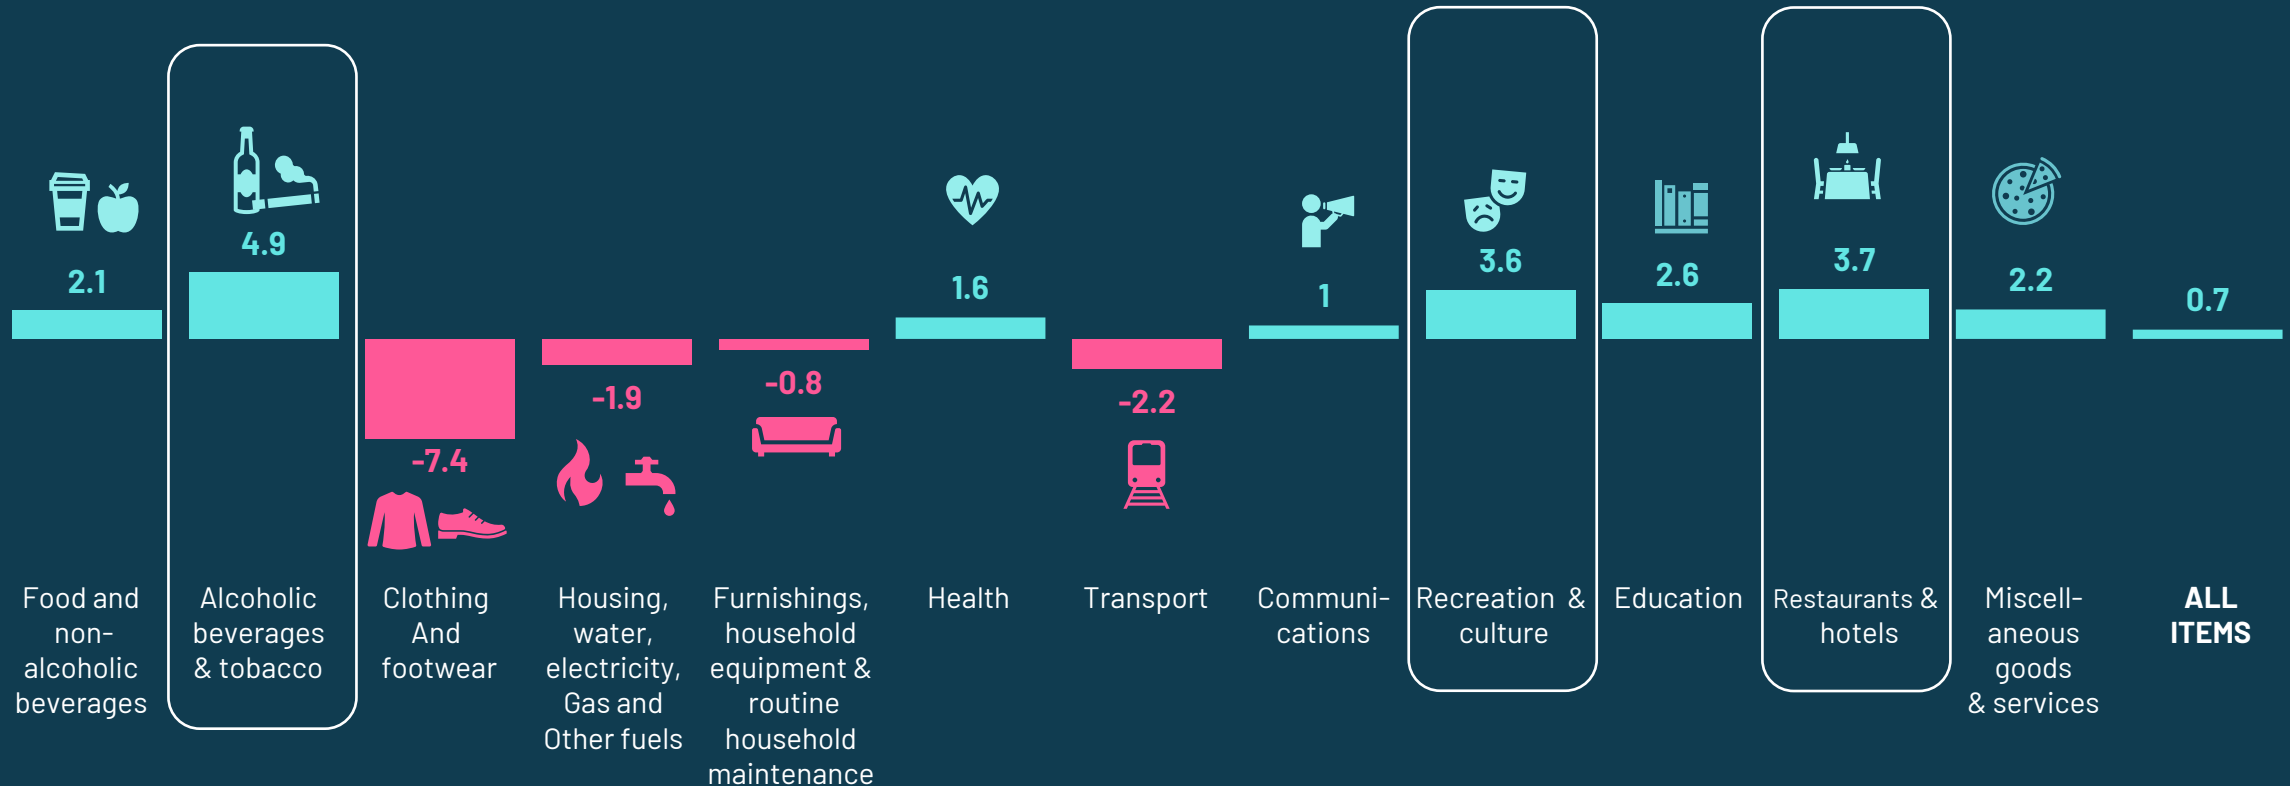 2.1
Food and
non-
alcoholic
beverages
4.9
Alcoholic
beverages
& tobacco
-7.4
Clothing
And
footwear
-1.9
Housing,
water,
electricity,
Gas and
Other fuels
-0.8
Furnishings,
household
equipment &
routine
household
maintenance
1.6
Health
-2.2
Transport
1
Communi-
cations
3.6
Recreation &
culture
2.6
Education
3.7
Restaurants &
hotels
2.2
Miscell-
aneous
goods
& services
0.7
ALL
ITEMS